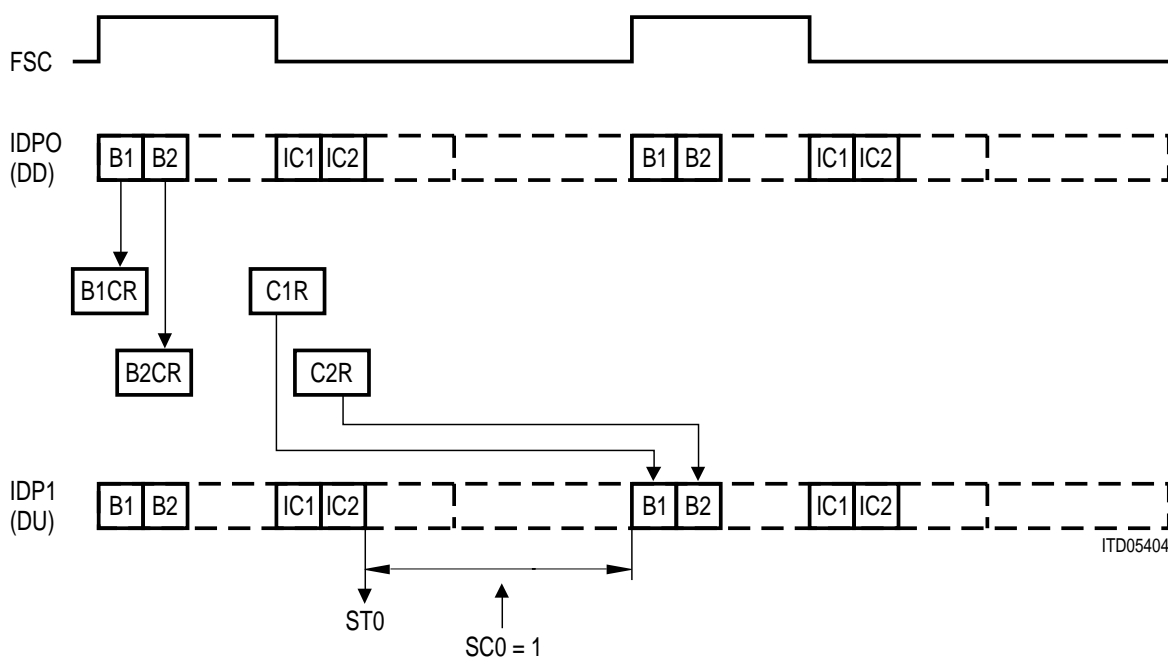 FSC
IDPO
(DD)
B1 B2 IC1 IC2 B1 B2 IC1 IC2
B1CR C1R
B2CR C2R
IDP1
(DU)
B1 B2 IC1 IC2 B1 B2 IC1 IC2
ITD05404
ST0
SC0 = 1